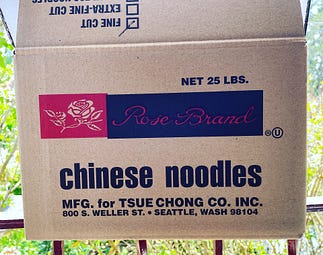 FINE CUT
EXTRA-FINE CUT
NOODLES
NET 25 LBS.
Rose Brand
® U
chinese noodles
MFG. for TSUE CHONG CO. INC.
800 S. WELLER ST. • SEATTLE, WASH 98104